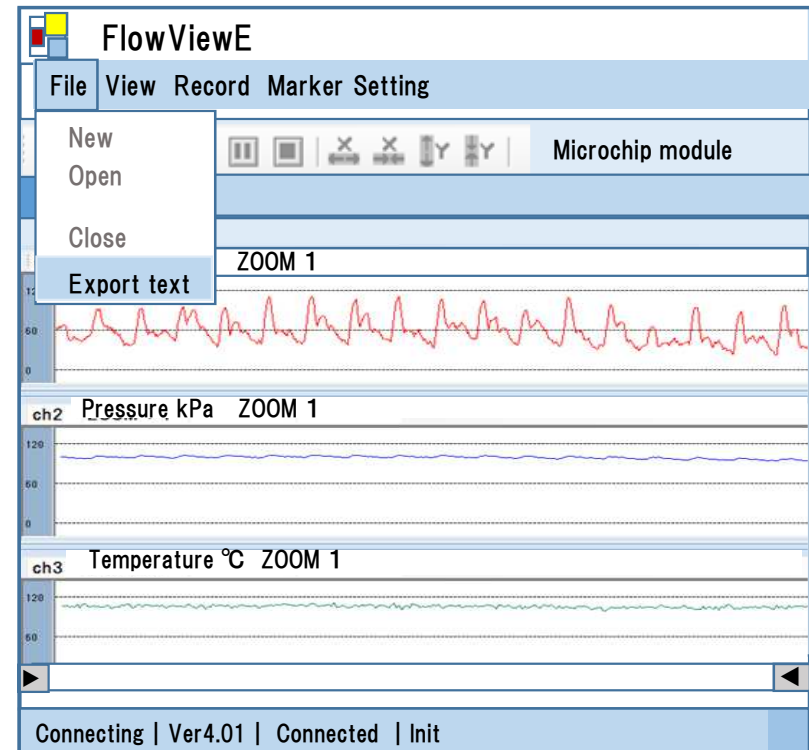 FlowViewE
File View Record Marker Setting
New
Open
Close
Export text
X X Y Y
Microchip module
ZOOM 1
60
0
ch2 Pressure kPa ZOOM 1
120
60
0
ch3 Temperature ℃ ZOOM 1
120
60
Connecting | Ver4.01 | Connected | Init